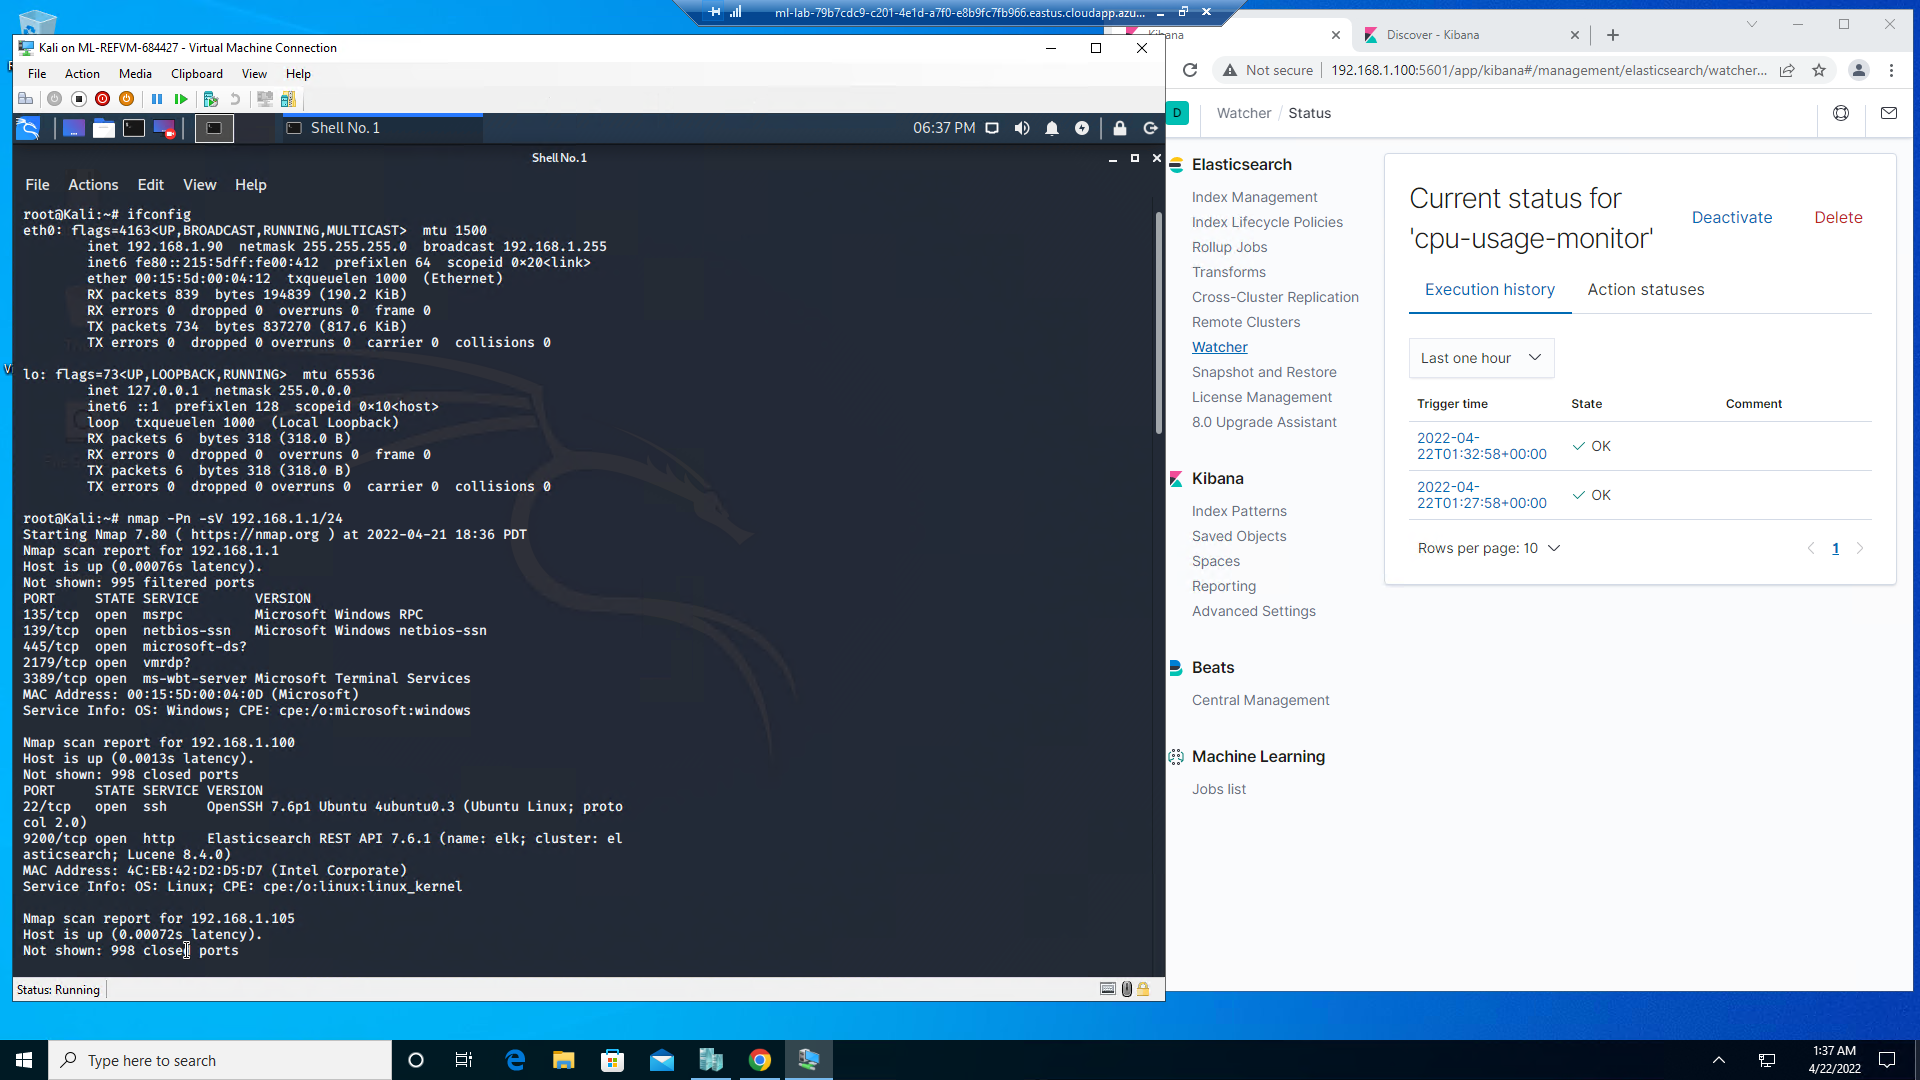 ml-lab-79b7cdc9-c201-4e1d-a7f0-e8b9fc7fb966.eastus.cloudapp.azu...
Kali on ML-REFVM-684427 - Virtual Machine Connection
File Action Media Clipboard View Help
Shell No. 1
06:37 PM
Shell No. 1
File Actions Edit View Help
root@Kali:~# ifconfig
eth0: flags=4163<UP,BROADCAST,RUNNING,MULTICAST>  mtu 1500
        inet 192.168.1.90  netmask 255.255.255.0  broadcast 192.168.1.255
        inet6 fe80::215:5dff:fe00:412  prefixlen 64  scopeid 0×20<link>
        ether 00:15:5d:00:04:12  txqueuelen 1000  (Ethernet)
        RX packets 839  bytes 194839 (190.2 KiB)
        RX errors 0  dropped 0  overruns 0  frame 0
        TX packets 734  bytes 837270 (817.6 KiB)
        TX errors 0  dropped 0 overruns 0  carrier 0  collisions 0
lo: flags=73<UP,LOOPBACK,RUNNING>  mtu 65536
        inet 127.0.0.1  netmask 255.0.0.0
        inet6 ::1  prefixlen 128  scopeid 0×10<host>
        loop  txqueuelen 1000  (Local Loopback)
        RX packets 6  bytes 318 (318.0 B)
        RX errors 0  dropped 0  overruns 0  frame 0
        TX packets 6  bytes 318 (318.0 B)
        TX errors 0  dropped 0 overruns 0  carrier 0  collisions 0
root@Kali:~# nmap -Pn -sV 192.168.1.1/24
Starting Nmap 7.80 ( https://nmap.org ) at 2022-04-21 18:36 PDT
Nmap scan report for 192.168.1.1
Host is up (0.00076s latency).
Not shown: 995 filtered ports
PORT     STATE SERVICE       VERSION
135/tcp  open  msrpc         Microsoft Windows RPC
139/tcp  open  netbios-ssn   Microsoft Windows netbios-ssn
445/tcp  open  microsoft-ds?
2179/tcp open  vmrdp?
3389/tcp open  ms-wbt-server Microsoft Terminal Services
MAC Address: 00:15:5D:00:04:0D (Microsoft)
Service Info: OS: Windows; CPE: cpe:/o:microsoft:windows
Nmap scan report for 192.168.1.100
Host is up (0.0013s latency).
Not shown: 998 closed ports
PORT     STATE SERVICE VERSION
22/tcp   open  ssh     OpenSSH 7.6p1 Ubuntu 4ubuntu0.3 (Ubuntu Linux; proto
col 2.0)
9200/tcp open  http    Elasticsearch REST API 7.6.1 (name: elk; cluster: el
asticsearch; Lucene 8.4.0)
MAC Address: 4C:EB:42:D2:D5:D7 (Intel Corporate)
Service Info: OS: Linux; CPE: cpe:/o:linux:linux_kernel
Nmap scan report for 192.168.1.105
Host is up (0.00072s latency).
Not shown: 998 closed ports
Status: Running
Discover - Kibana
Not secure 192.168.1.100:5601/app/kibana#/management/elasticsearch/watcher...
D Watcher / Status
Elasticsearch
Index Management
Index Lifecycle Policies
Rollup Jobs
Transforms
Cross-Cluster Replication
Remote Clusters
Watcher
Snapshot and Restore
License Management
8.0 Upgrade Assistant
Kibana
Index Patterns
Saved Objects
Spaces
Reporting
Advanced Settings
Beats
Central Management
Machine Learning
Jobs list
Current status for
'cpu-usage-monitor'
Deactivate Delete
Execution history Action statuses
Last one hour
Trigger time State Comment
2022-04-
22T01:32:58+00:00 OK
2022-04-
22T01:27:58+00:00 OK
Rows per page: 10 1
Type here to search
1:37 AM
4/22/2022